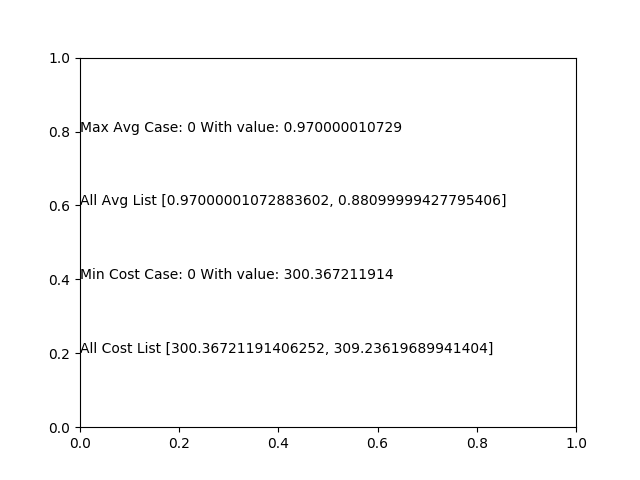 1.0
Max Avg Case: 0 With value: 0.970000010729
0.8
All Avg List [0.97000001072883602, 0.88099999427795406]
0.6
Min Cost Case: 0 With value: 300.367211914
0.4
All Cost List [300.36721191406252, 309.23619689941404]
0.2
0.0
0.0 0.2 0.4 0.6 0.8 1.0